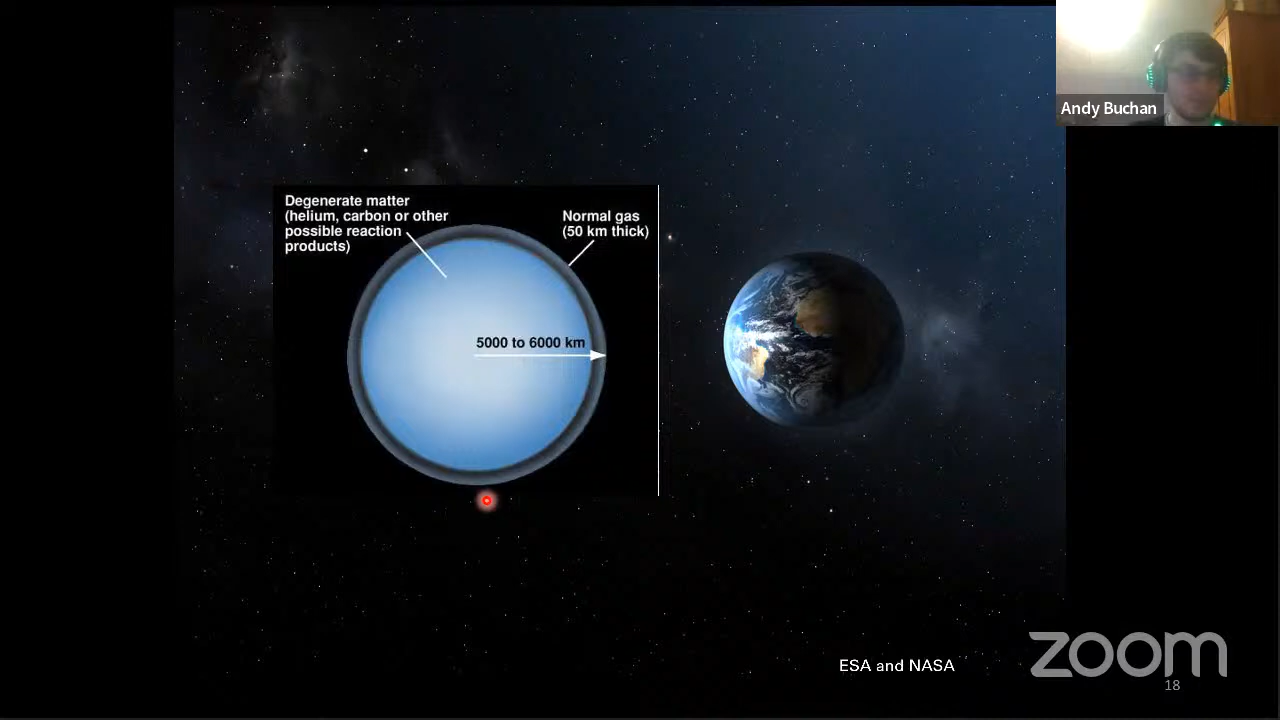 Andy Buchan
Degenerate matter
(helium, carbon or other
possible reaction
products)
Normal gas
(50 km thick)
5000 to 6000 km
ESA and NASA
zoom
18